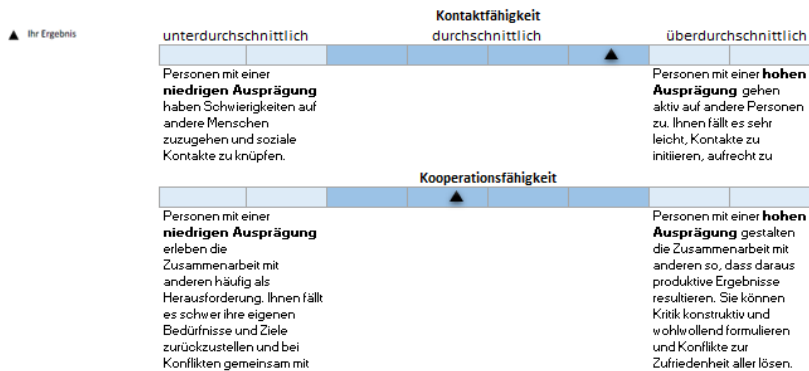 Kontaktfähigkeit
Ihr Ergebnis
unterdurchschnittlich
durchschnittlich
überdurchschnittlich
Personen mit einer
niedrigen Ausprägung
haben Schwierigkeiten auf
andere Menschen
zuzugehen und soziale
Kontakte zu knüpfen.
Personen mit einer hohen
Ausprägung gehen
aktiv auf andere Personen
zu. Ihnen fällt es sehr
leicht, Kontakte zu
initiieren, aufrecht zu
Kooperationsfähigkeit
Personen mit einer
niedrigen Ausprägung
erleben die
Zusammenarbeit mit
anderen häufig als
Herausforderung. Ihnen fällt
es schwer ihre eigenen
Bedürfnisse und Ziele
zurückzustellen und bei
Konflikten gemeinsam mit
Personen mit einer hohen
Ausprägung gestalten
die Zusammenarbeit mit
anderen so, dass daraus
produktive Ergebnisse
resultieren. Sie können
Kritik konstruktiv und
wohlwollend formulieren
und Konflikte zur
Zufriedenheit aller lösen.